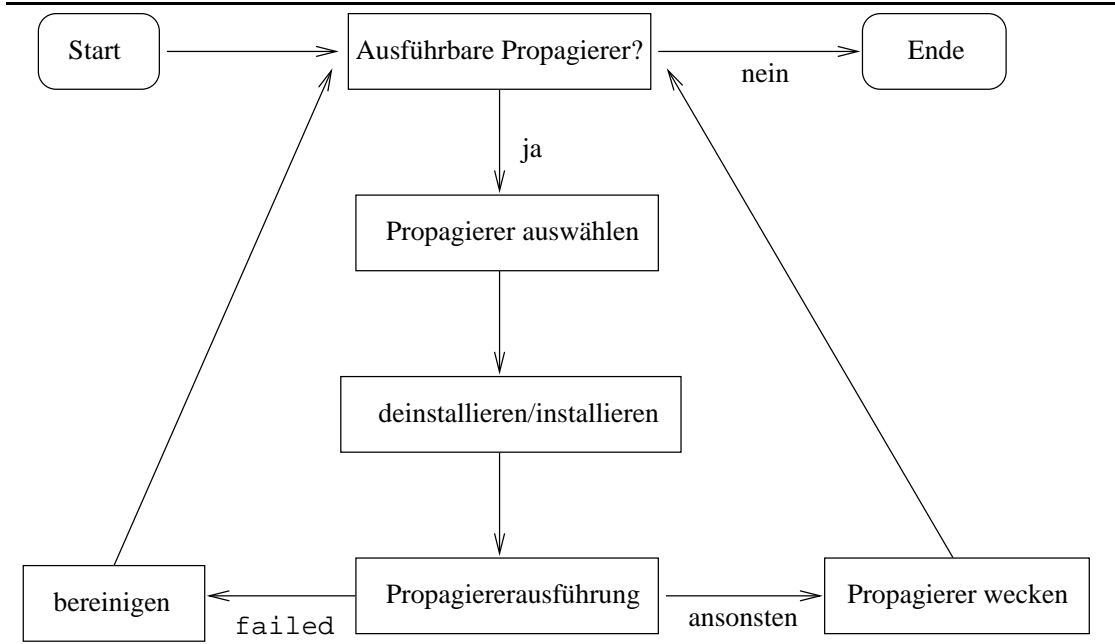 Start
Ausführbare Propagierer?
Ende
nein
ja
Propagierer auswählen
deinstallieren/installieren
bereinigen
Propagiererausführung
Propagierer wecken
failed
ansonsten